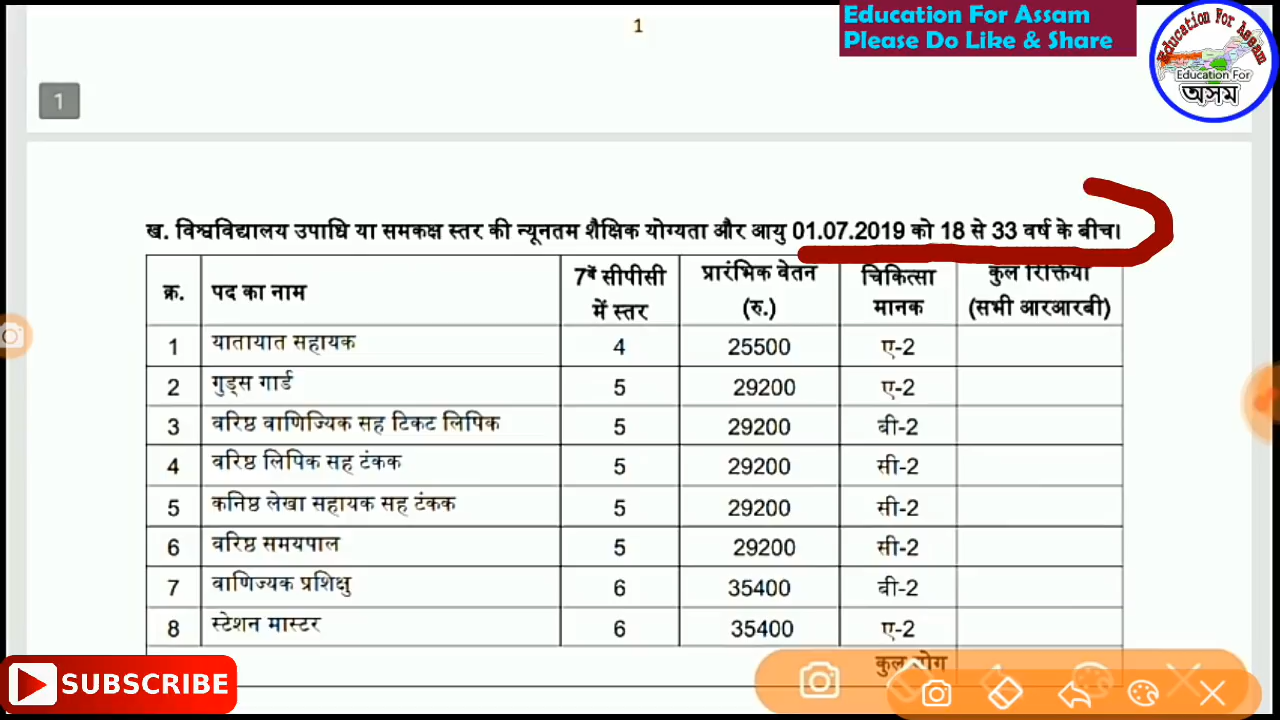 1
Education For Assam
Please Do Like & Share
Education For Assam
Education For
অসম
1
ख. विश्वविद्यालय उपाधि या समकक्ष स्तर की न्यूनतम शैक्षिक योग्यता और आयु 01.07.2019 को 18 से 33 वर्ष के बीच।
क्र. पद का नाम 7वें सीपीसी में स्तर प्रारंभिक वेतन (रु.) चिकित्सा मानक कुल रिक्तियां (सभी आरआरबी)
1 यातायात सहायक 4 25500 ए-2
2 गुड्स गार्ड 5 29200 ए-2
3 वरिष्ठ वाणिज्यिक सह टिकट लिपिक 5 29200 बी-2
4 वरिष्ठ लिपिक सह टंकक 5 29200 सी-2
5 कनिष्ठ लेखा सहायक सह टंकक 5 29200 सी-2
6 वरिष्ठ समयपाल 5 29200 सी-2
7 वाणिज्यक प्रशिक्षु 6 35400 बी-2
8 स्टेशन मास्टर 6 35400 ए-2
कुल योग
SUBSCRIBE